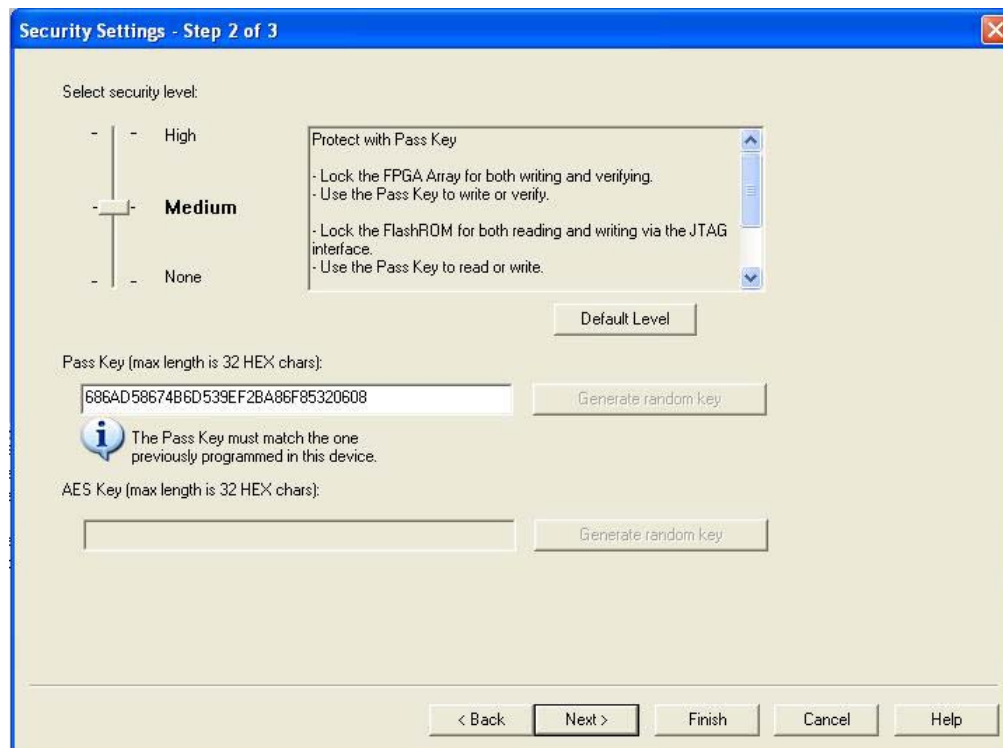 Security Settings - Step 2 of 3
Select security level:
High
Medium
None
Protect with Pass Key
- Lock the FPGA Array for both writing and verifying.
- Use the Pass Key to write or verify.
- Lock the FlashROM for both reading and writing via the JTAG
interface.
- Use the Pass Key to read or write.
Default Level
Pass Key (max length is 32 HEX chars):
686AD58674B6D539EF2BA86F85320608
Generate random key
The Pass Key must match the one
previously programmed in this device.
AES Key (max length is 32 HEX chars):
Generate random key
< Back
Next >
Finish
Cancel
Help